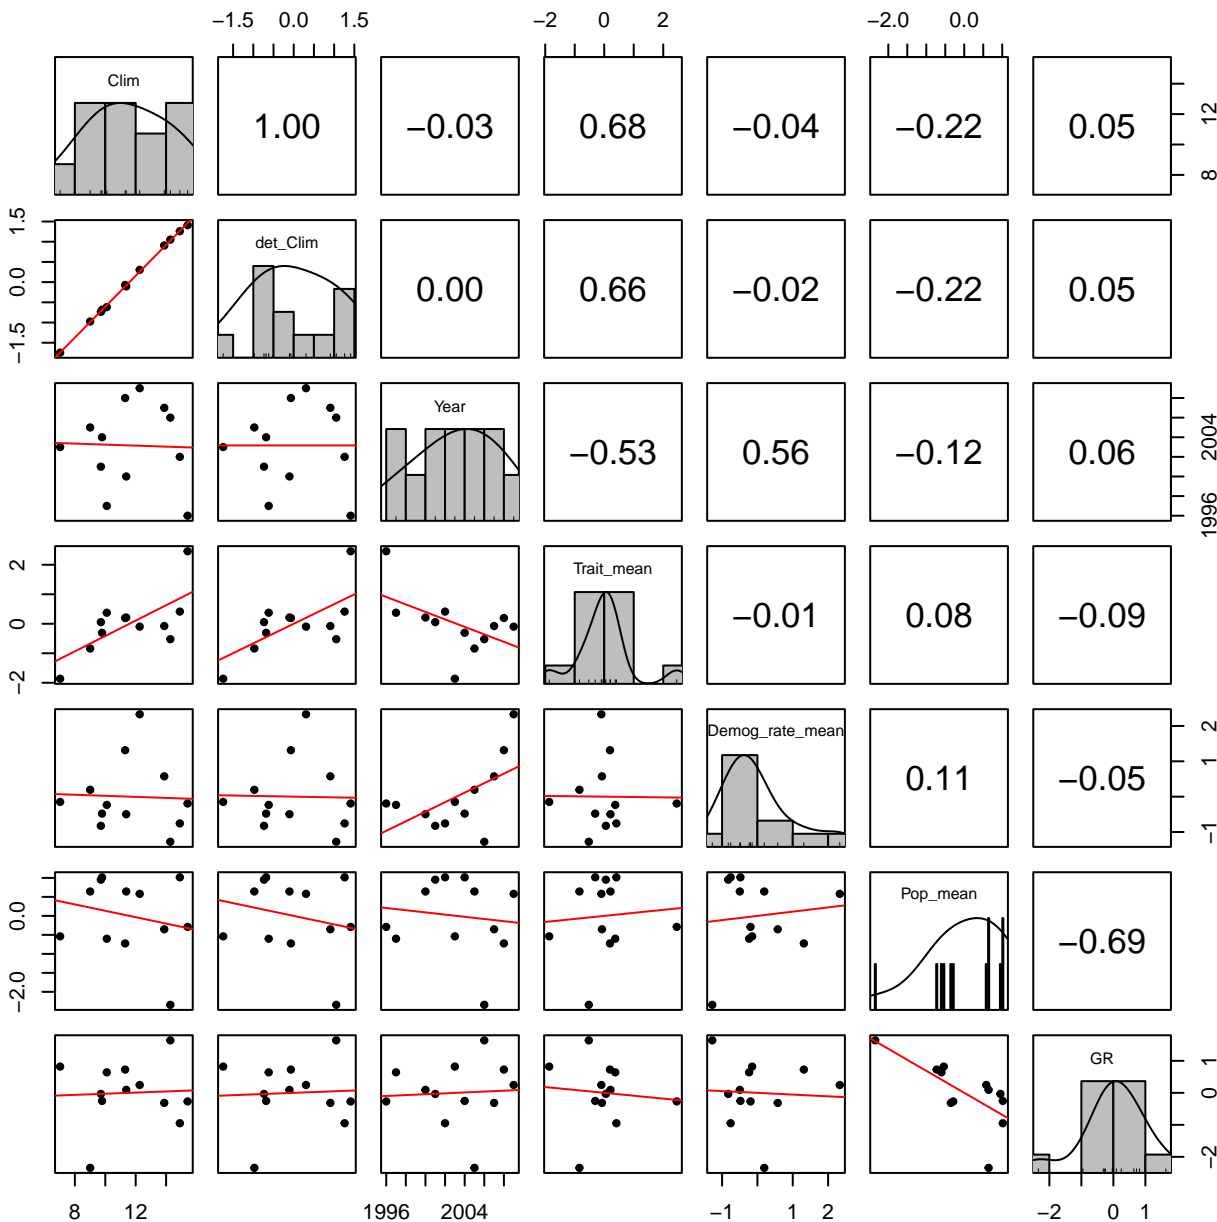 −1.5 0.0 1.5 −2 0 2 −2.0 0.0
Clim 1.00 −0.03 0.68 −0.04 −0.22 0.05 8 12
−1.5 0.0 1.5 det_Clim 0.00 0.66 −0.02 −0.22 0.05
Year −0.53 0.56 −0.12 0.06 1996 2004
−2 0 2 Trait_mean −0.01 0.08 −0.09
Demog_rate_mean 0.11 −0.05 −1 1 2
−2.0 0.0 Pop_mean −0.69
GR −2 0 1
8 12 1996 2004 −1 1 2 −2 0 1